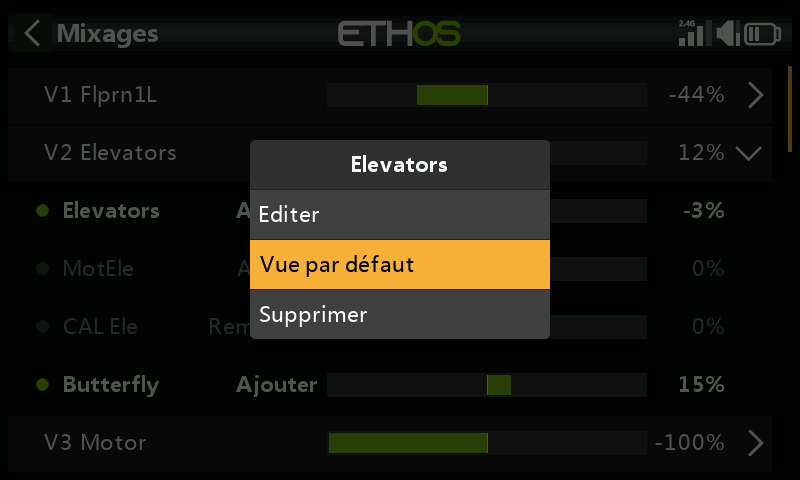 Mixages
ETHOS
2.4G
V1 Flprn1L -44%
V2 Elevators 12%
Elevators
Elevators A -3%
Editer
MotEle A 0%
Vue par défaut
CAL Ele Rem 0%
Supprimer
Butterfly Ajouter 15%
V3 Motor -100%